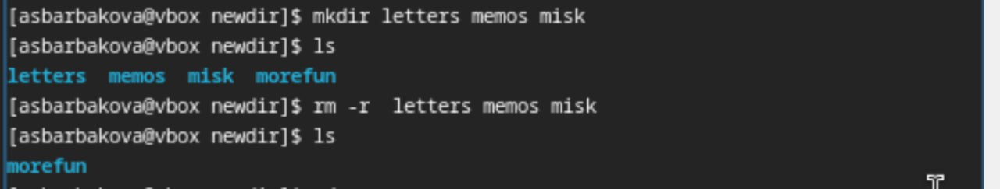 [asbarbakova@vbox newdir]$ mkdir letters memos misk
[asbarbakova@vbox newdir]$ ls
letters  memos  misk  morefun
[asbarbakova@vbox newdir]$ rm -r  letters memos misk
[asbarbakova@vbox newdir]$ ls
morefun